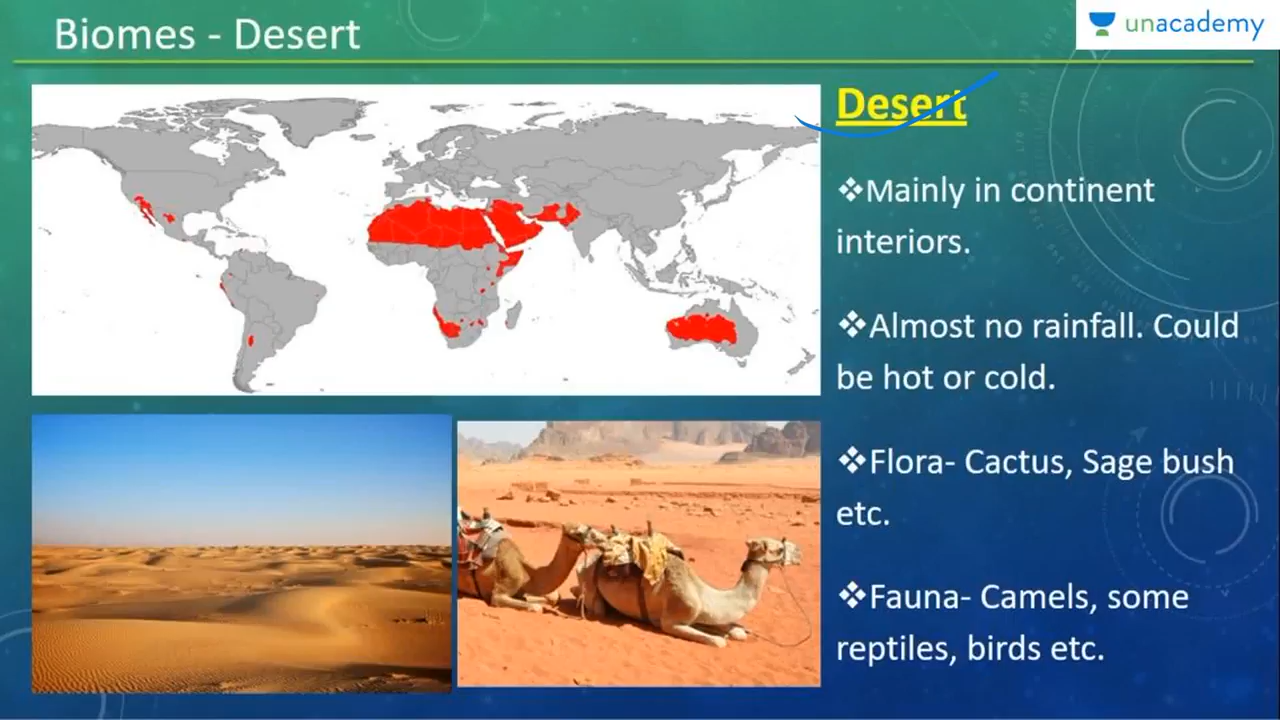 Biomes - Desert
unacademy
Desert
❖Mainly in continent
interiors.
❖Almost no rainfall. Could
be hot or cold.
❖Flora- Cactus, Sage bush
etc.
❖Fauna- Camels, some
reptiles, birds etc.